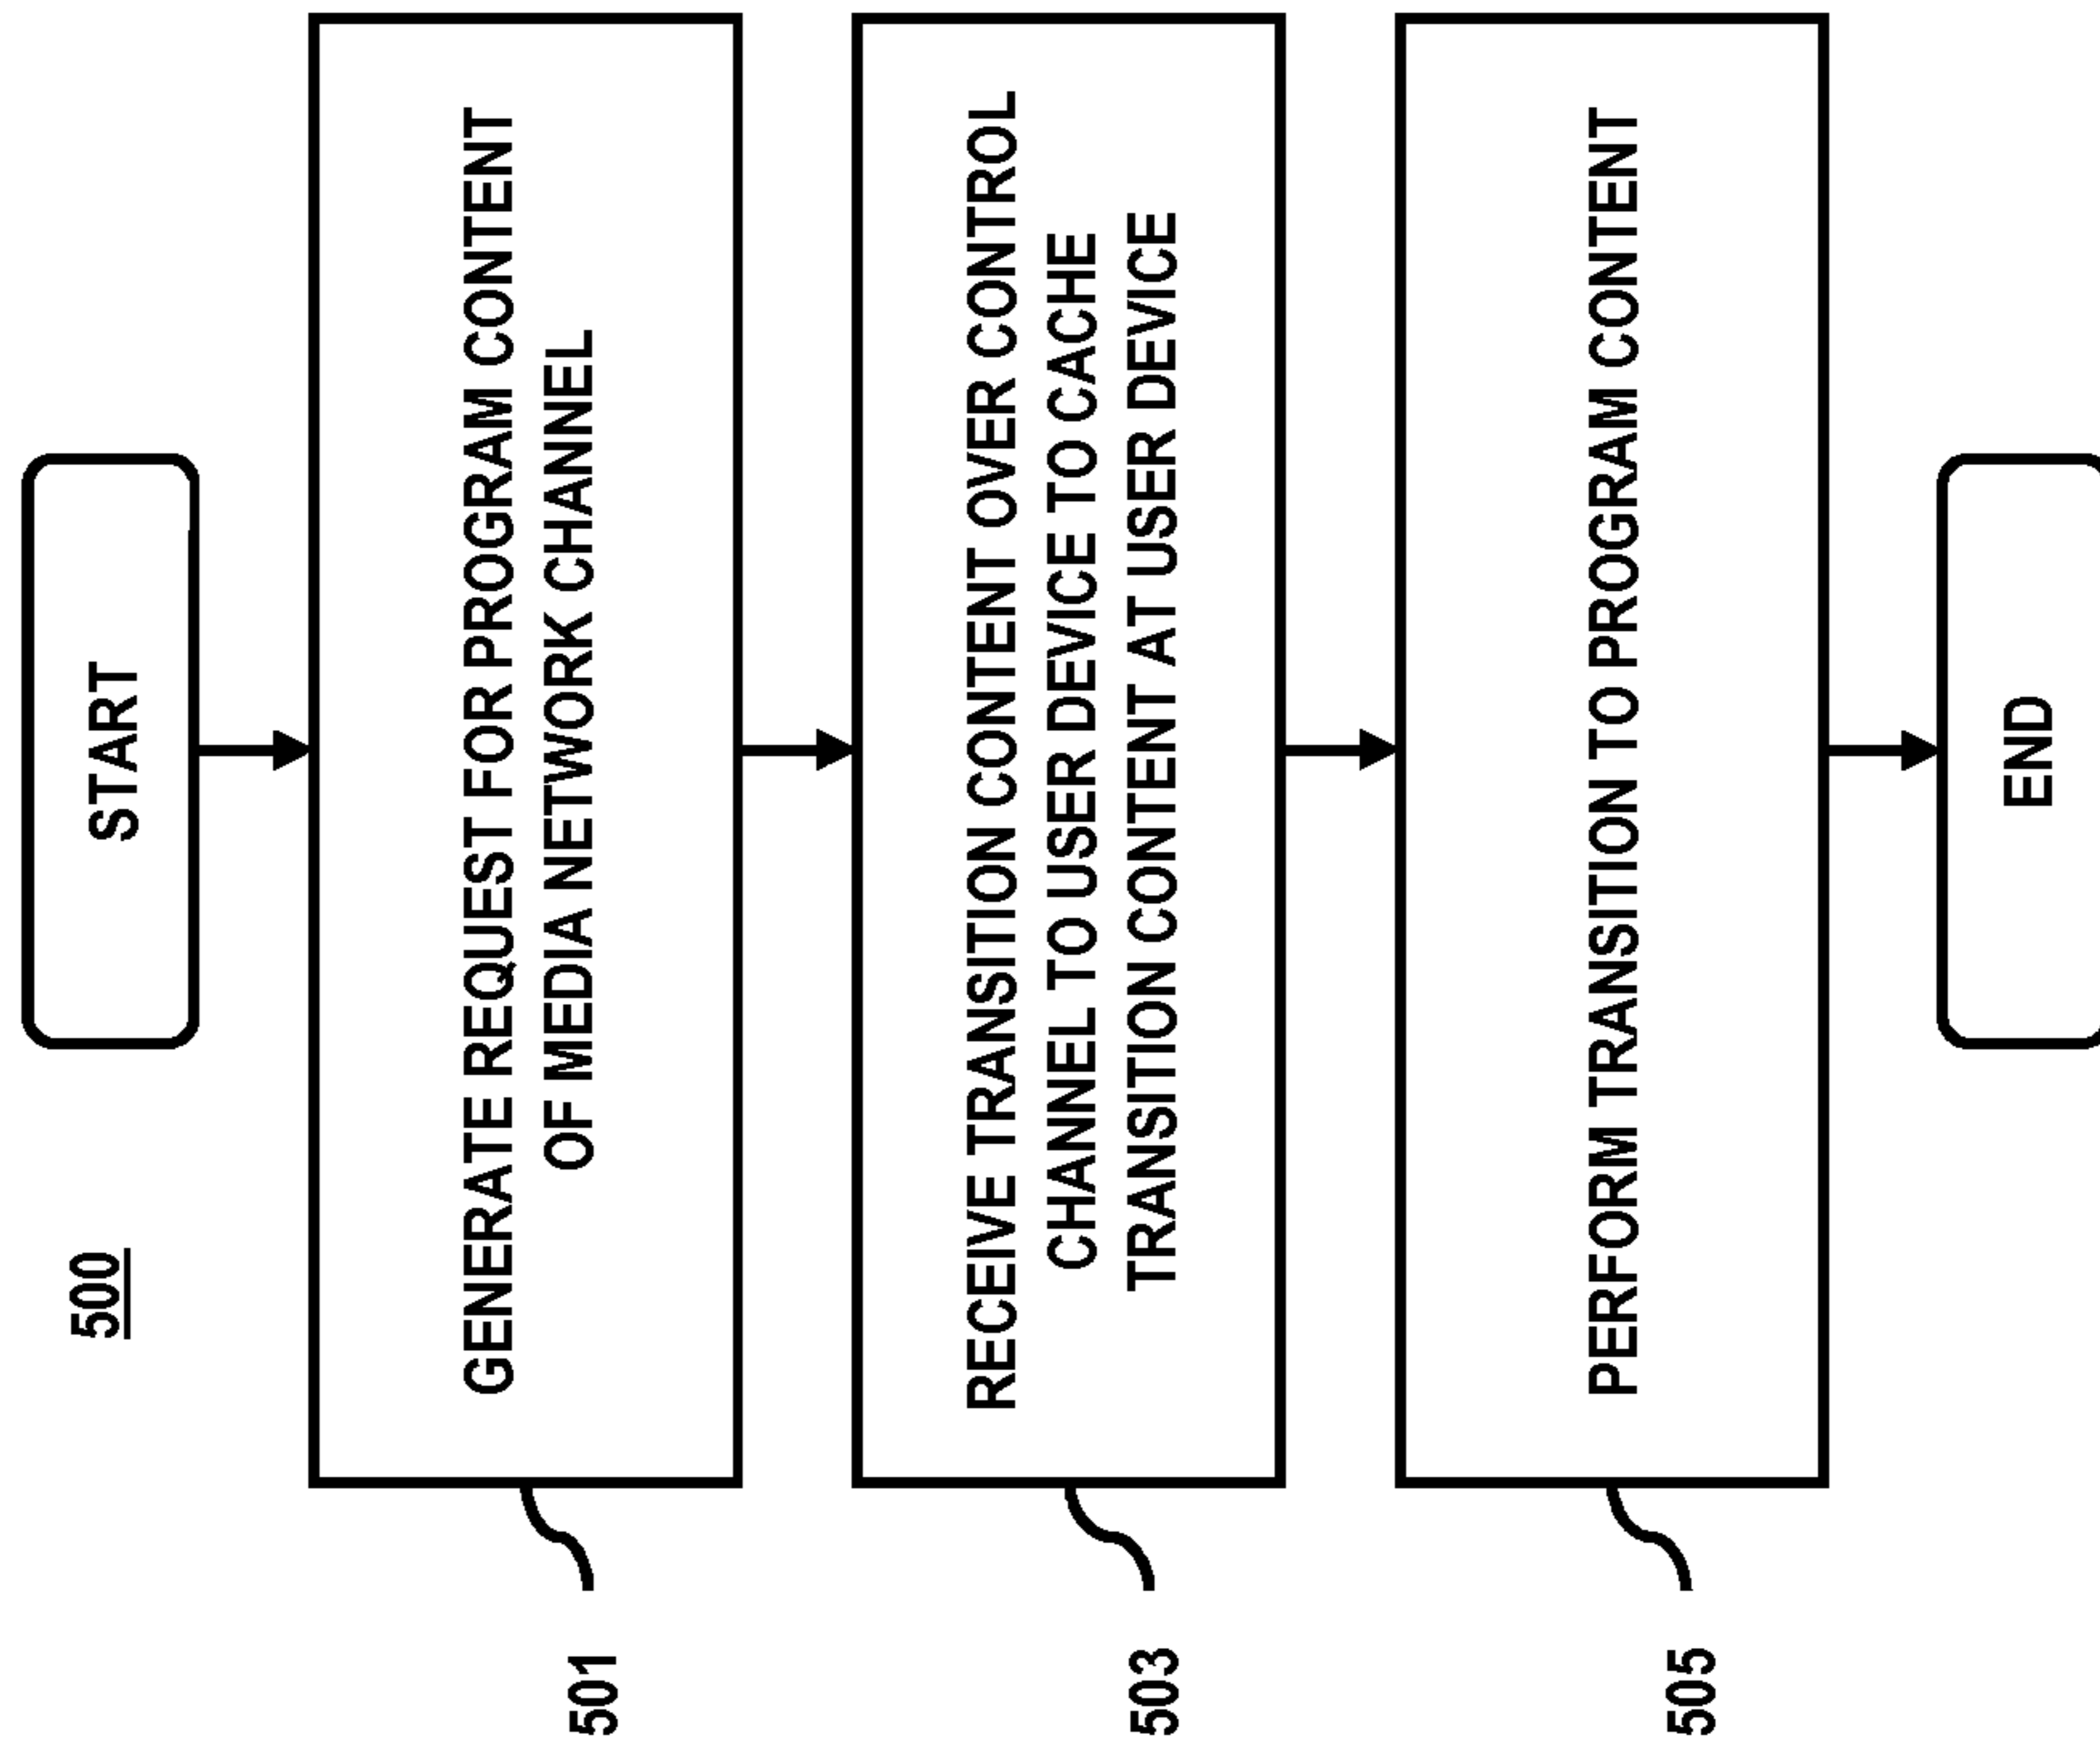 500
START
501
GENERATE REQUEST FOR PROGRAM CONTENT
OF MEDIA NETWORK CHANNEL
503
RECEIVE TRANSITION CONTENT OVER CONTROL
CHANNEL TO USER DEVICE TO CACHE
TRANSITION CONTENT AT USER DEVICE
505
PERFORM TRANSITION TO PROGRAM CONTENT
END